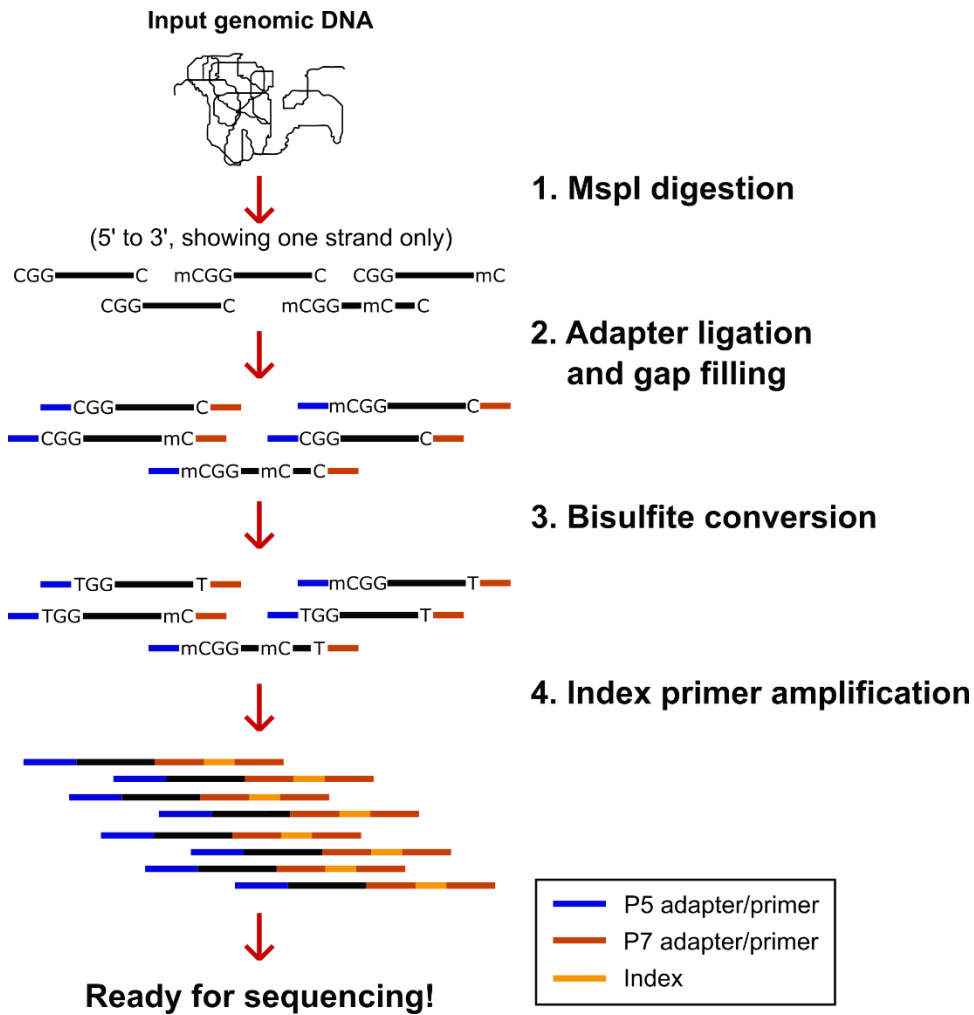 Input genomic DNA
1. MspI digestion
(5' to 3', showing one strand only)
CGG C mCGG C CGG mC
CGG C mCGG mC C
2. Adapter ligation
and gap filling
CGG C mCGG C
CGG mC CGG C
mCGG mC C
3. Bisulfite conversion
TGG T mCGG T
TGG mC TGG T
mCGG mC T
4. Index primer amplification
P5 adapter/primer
P7 adapter/primer
Index
Ready for sequencing!